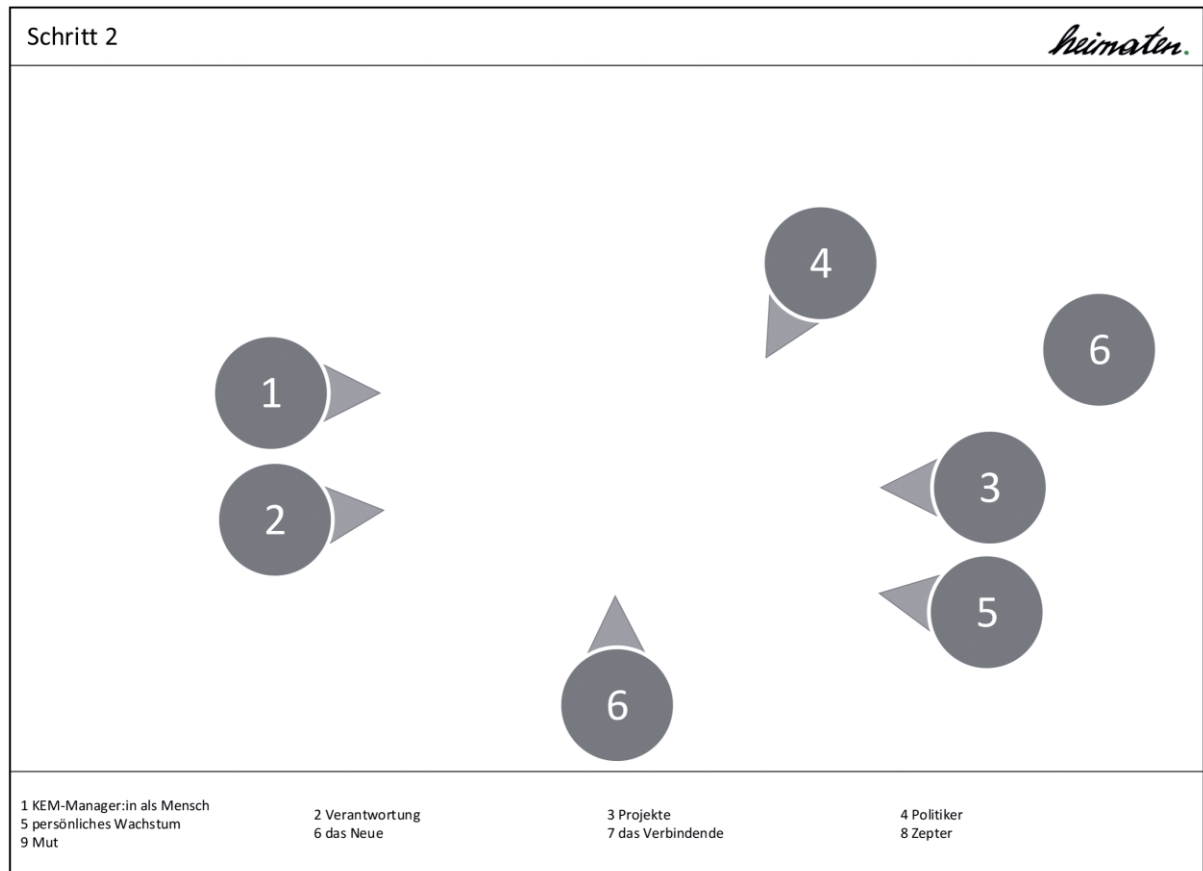 Schritt 2
heimaten.
4
6
1
3
2
5
6
1 KEM-Manager:in als Mensch
5 persönliches Wachstum
9 Mut
2 Verantwortung
6 das Neue
3 Projekte
7 das Verbindende
4 Politiker
8 Zepter